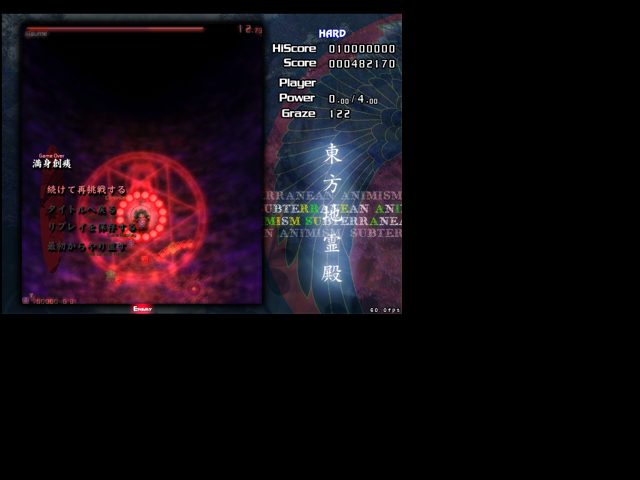 12.79
HARD
HiScore 010000000
Score 000482170
Player
Power 0.00/4.00
Graze 122
Game Over
満身創痍
続けて再挑戦する
タイトルへ戻る
リプレイを保存する
最初からやり直す
東方地霊殿
SUBTERRANEAN ANIMISM
Enemy
60.0fps